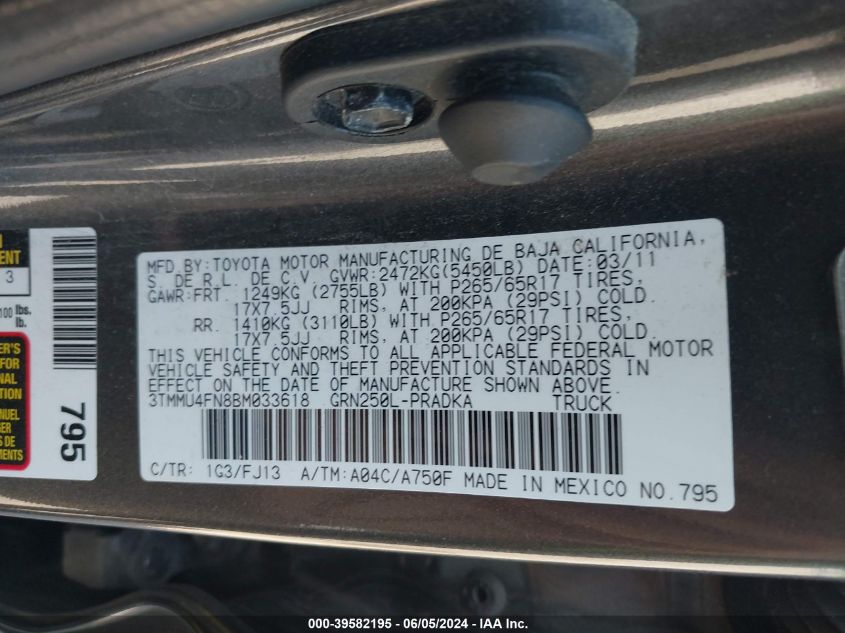 MFD.BY:TOYOTA MOTOR MANUFACTURING DE BAJA CALIFORNIA,
S. DE R.L. DE C.V. GVWR:2472KG(5450LB) DATE:03/11
GAWR:FRT. 1249KG (2755LB) WITH P265/65R17 TIRES,
17X7.5JJ RIMS, AT 200KPA (29PSI) COLD.
RR. 1410KG (3110LB) WITH P265/65R17 TIRES,
17X7.5JJ RIMS, AT 200KPA (29PSI) COLD.
THIS VEHICLE CONFORMS TO ALL APPLICABLE FEDERAL MOTOR
VEHICLE SAFETY AND THEFT PREVENTION STANDARDS IN
EFFECT ON THE DATE OF MANUFACTURE SHOWN ABOVE.
3TMMU4FN8BM033618 GRN250L-PRADKA TRUCK
C/TR: 1G3/FJ13 A/TM:A04C/A750F MADE IN MEXICO NO.795
3
100 lbs.
lb.
795
000-39582195 - 06/05/2024 - IAA Inc.